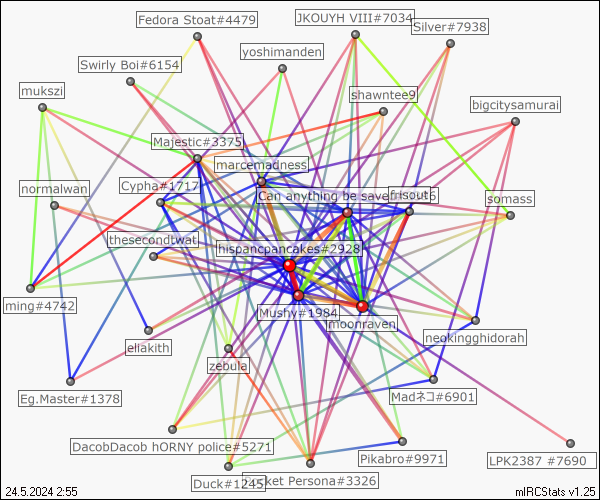 Fedora Stoat#4479
JKOUYH VIII#7034
Silver#7938
yoshimanden
Swirly Boi#6154
mukszi
shawntee9
bigcitysamurai
Majestic#3375
marcemadness
Cypha#1717
normalwan
Can anything be save
frisout
somass
thesecondtwat
hispancpancakes#2928
ming#4742
Mushy#1984
moonraven
neokingghidorah
ellakith
zebula
Eg.Master#1378
Madネコ#6901
DacobDacob hORNY police#5271
Pikabro#9971
LPK2387 #7690
Duck#1245
ket Persona#3326
24.5.2024 2:55
mIRCStats v1.25